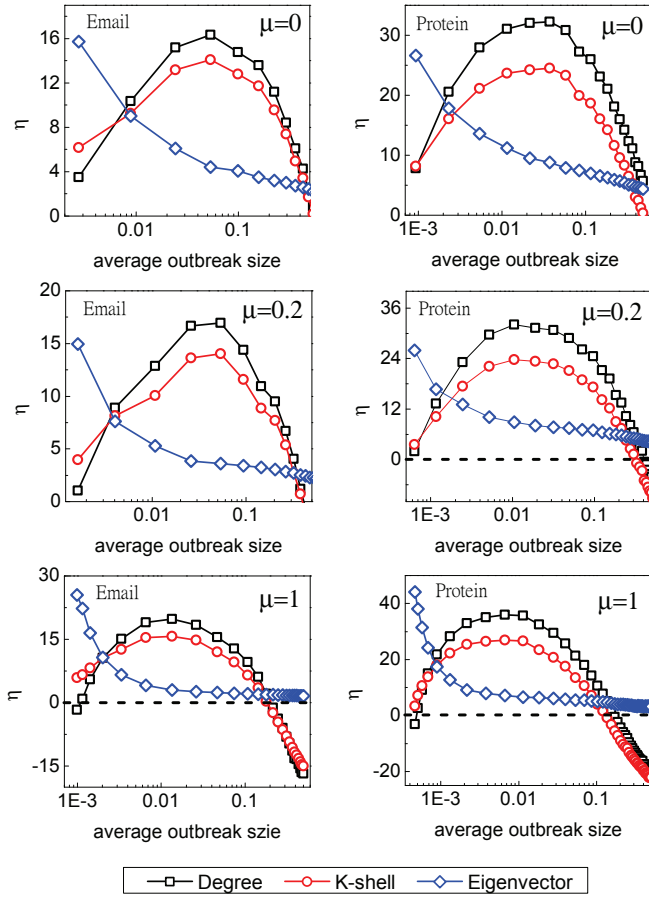 Email μ=0
16
12
8
4
0
η
0.01 0.1
average outbreak size
Protein μ=0
30
20
10
0
η
1E-3 0.01 0.1
average outbreak size
Email μ=0.2
20
15
10
5
0
η
0.01 0.1
average outbreak size
Protein μ=0.2
36
24
12
0
-12
η
1E-3 0.01 0.1
average outbreak size
Email μ=1
30
15
0
-15
η
1E-3 0.01 0.1
average outbreak szie
Protein μ=1
40
20
0
-20
η
1E-3 0.01 0.1
average outbreak size
Degree K-shell Eigenvector